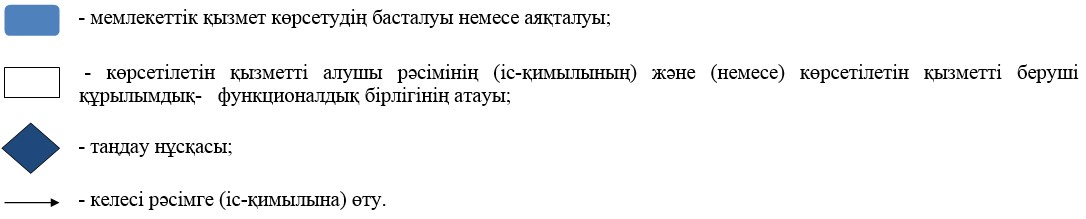 - мемлекеттік қызмет көрсетудің басталуы немесе аяқталуы;
- көрсетілетін қызметті алушы рәсімінің (іс-қимылының) және (немесе) көрсетілетін қызметті беруші
құрылымдық- функционалдық бірлігінің атауы;
- таңдау нұсқасы;
- келесі рәсімге (іс-қимылына) өту.